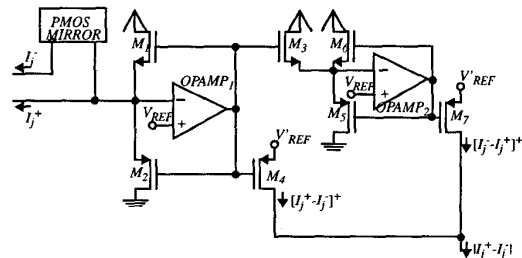 PMOS
MIRROR
I_j^-
I_j^+
M_1
OPAMP_1
V_REF
M_2
V'_REF
M_4
[I_j^+-I_j^-]^+
M_3
M_6
V_REF
OPAMP_2
M_5
V'_REF
M_7
[I_j^--I_j^+]^+
|I_j^+-I_j^-|